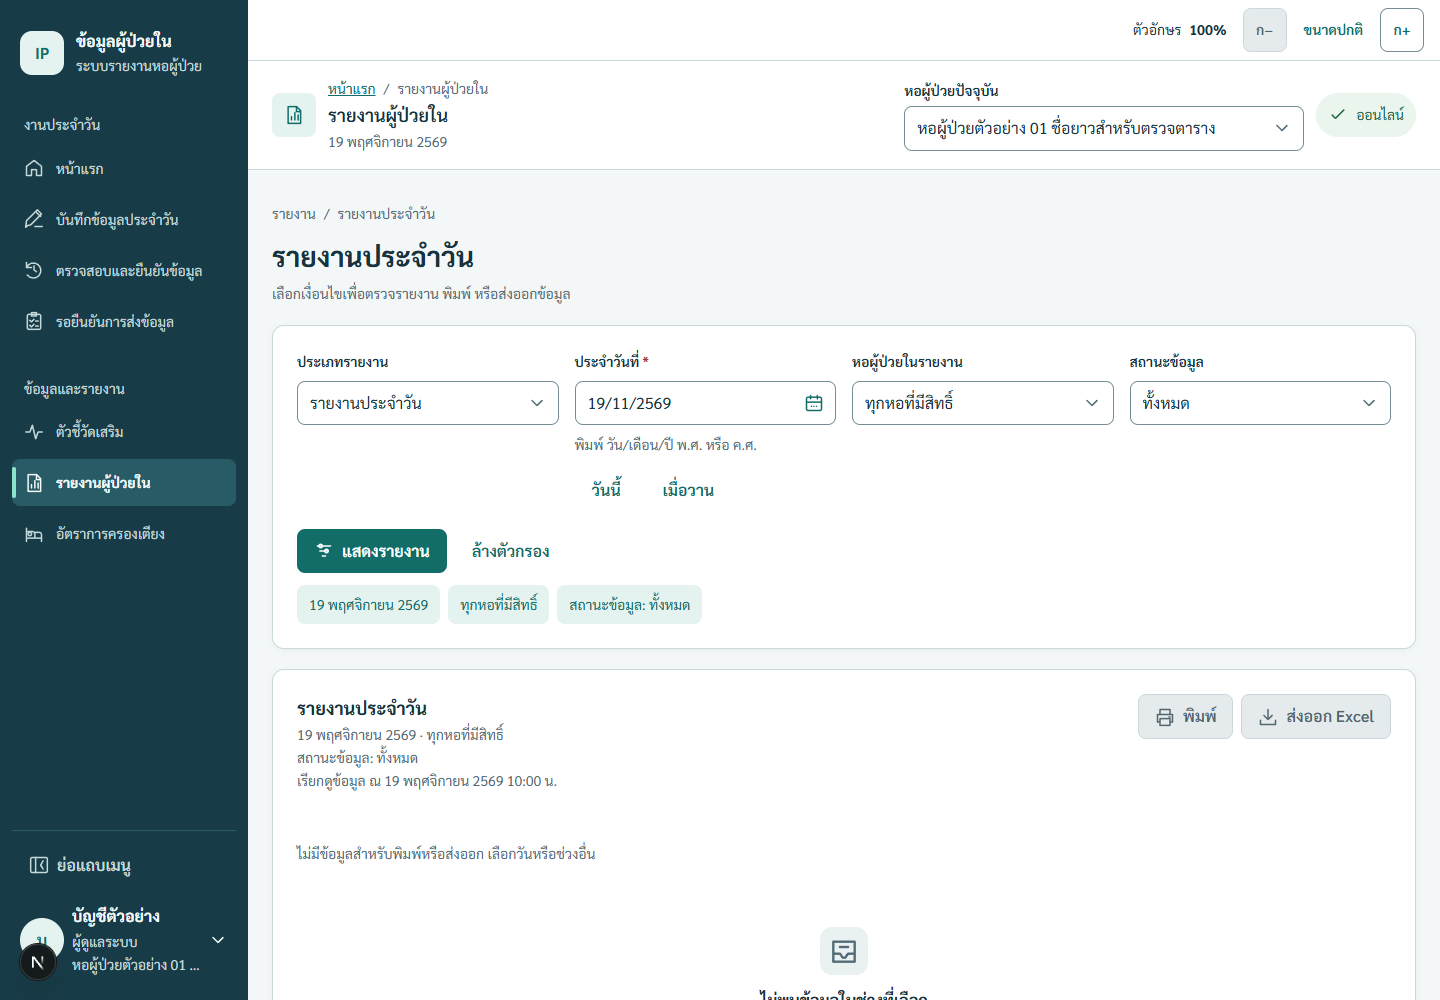 IP
ข้อมูลผู้ป่วยใน
ระบบรายงานหอผู้ป่วย
งานประจำวัน
หน้าแรก
บันทึกข้อมูลประจำวัน
ตรวจสอบและยืนยันข้อมูล
รอยืนยันการส่งข้อมูล
ข้อมูลและรายงาน
ตัวชี้วัดเสริม
รายงานผู้ป่วยใน
อัตราการครองเตียง
ย่อแถบเมนู
บัญชีตัวอย่าง
ผู้ดูแลระบบ
หอผู้ป่วยตัวอย่าง 01 ...
N
ตัวอักษร 100% ก− ขนาดปกติ ก+
หน้าแรก / รายงานผู้ป่วยใน
รายงานผู้ป่วยใน
19 พฤศจิกายน 2569
หอผู้ป่วยปัจจุบัน
หอผู้ป่วยตัวอย่าง 01 ชื่อยาวสำหรับตรวจตาราง
ออนไลน์
รายงาน / รายงานประจำวัน
รายงานประจำวัน
เลือกเงื่อนไขเพื่อตรวจรายงาน พิมพ์ หรือส่งออกข้อมูล
ประเภทรายงาน ประจำวันที่ * หอผู้ป่วยในรายงาน สถานะข้อมูล
รายงานประจำวัน 19/11/2569 ทุกหอที่มีสิทธิ์ ทั้งหมด
พิมพ์ วัน/เดือน/ปี พ.ศ. หรือ ค.ศ.
วันนี้ เมื่อวาน
แสดงรายงาน ล้างตัวกรอง
19 พฤศจิกายน 2569 ทุกหอที่มีสิทธิ์ สถานะข้อมูล: ทั้งหมด
รายงานประจำวัน
พิมพ์ ส่งออก Excel
19 พฤศจิกายน 2569 · ทุกหอที่มีสิทธิ์
สถานะข้อมูล: ทั้งหมด
เรียกดูข้อมูล ณ 19 พฤศจิกายน 2569 10:00 น.
ไม่มีข้อมูลสำหรับพิมพ์หรือส่งออก เลือกวันหรือช่วงอื่น
ไม่พบข้อมูลในช่วงที่เลือก